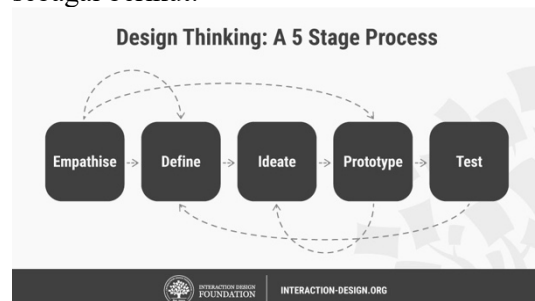 Design Thinking: A 5 Stage Process
Empathise
Define
Ideate
Prototype
Test
INTERACTION DESIGN
FOUNDATION
INTERACTION-DESIGN.ORG